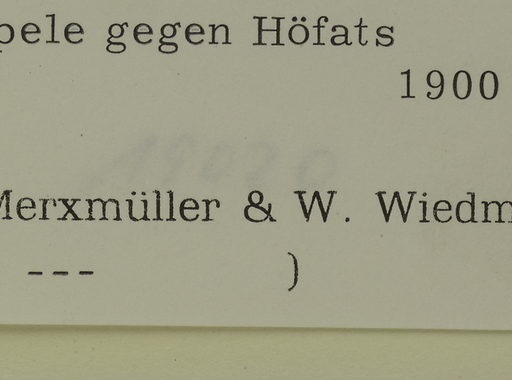 pele gegen Höfats
1900
Merxmüller & W. Wiedm
--- )